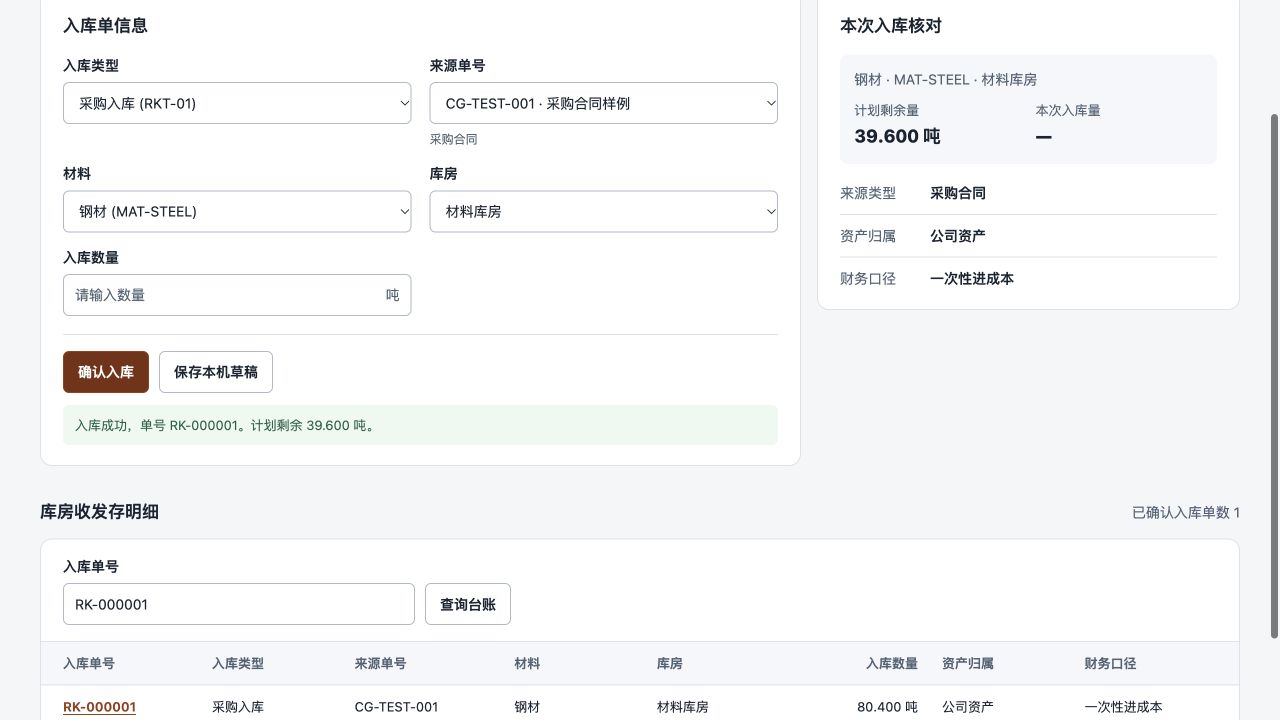 入库单信息
入库类型
采购入库 (RKT-01)
来源单号
CG-TEST-001 · 采购合同样例
采购合同
材料
钢材 (MAT-STEEL)
库房
材料库房
入库数量
请输入数量 吨
确认入库 保存本机草稿
入库成功，单号 RK-000001。计划剩余 39.600 吨。
本次入库核对
钢材 · MAT-STEEL · 材料库房
计划剩余量 本次入库量
39.600 吨 —
来源类型 采购合同
资产归属 公司资产
财务口径 一次性进成本
库房收发存明细 已确认入库单数 1
入库单号
RK-000001 查询台账
入库单号 入库类型 来源单号 材料 库房 入库数量 资产归属 财务口径
RK-000001 采购入库 CG-TEST-001 钢材 材料库房 80.400 吨 公司资产 一次性进成本